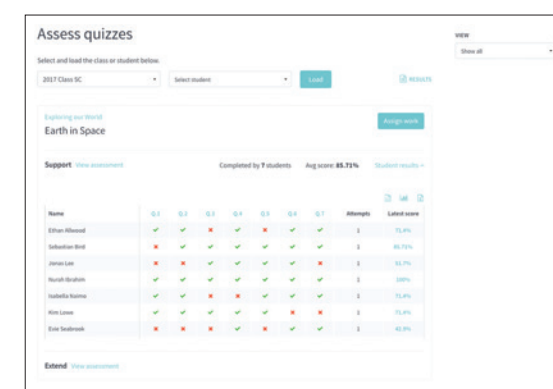 Assess quizzes
VIEW
Show all
Select and load the class or student below.
2017 Class SC
Select student
Load
RESULTS
Exploring our World
Earth in Space
Assign work
Support View assessment
Completed by 7 students Avg score: 85.71% Student results >
Name Q.1 Q.2 Q.3 Q.4 Q.5 Q.6 Q.7 Attempts Latest score
Ethan Allwood 1 71.4%
Sebastian Bird 1 85.71%
Jonas Lee 1
Nurah Ibrahim 1 100%
Isabella 1 71.4%
Kim Lowe 1 71.4%
Evie Seabrook 1 42.9%
Extend View assessment